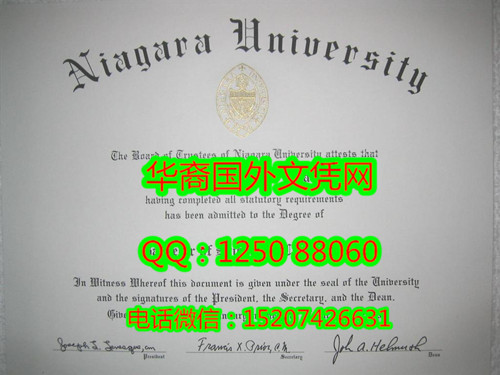 Niagara University
The Board of Trustees of Niagara University attests that
华裔国外文凭网
having completed all statutory requirements
has been admitted to the Degree of
QQ：1250 88060
In Witness Whereof this document is given under the seal of the University
and the signatures of the President, the Secretary, and the Dean.
电话微信：15207426631
President Secretary Dean